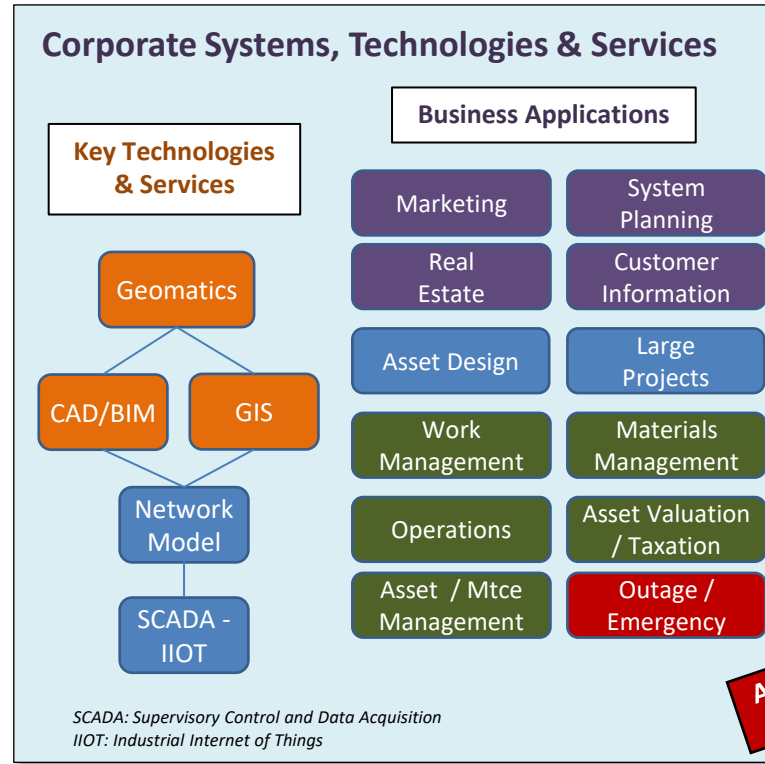 Corporate Systems, Technologies & Services
Key Technologies
& Services
Geomatics
CAD/BIM
GIS
Network
Model
SCADA -
IIOT
Business Applications
Marketing
System
Planning
Real
Estate
Customer
Information
Asset Design
Large
Projects
Work
Management
Materials
Management
Operations
Asset Valuation
/ Taxation
Asset / Mtce
Management
Outage /
Emergency
SCADA: Supervisory Control and Data Acquisition
IIOT: Industrial Internet of Things